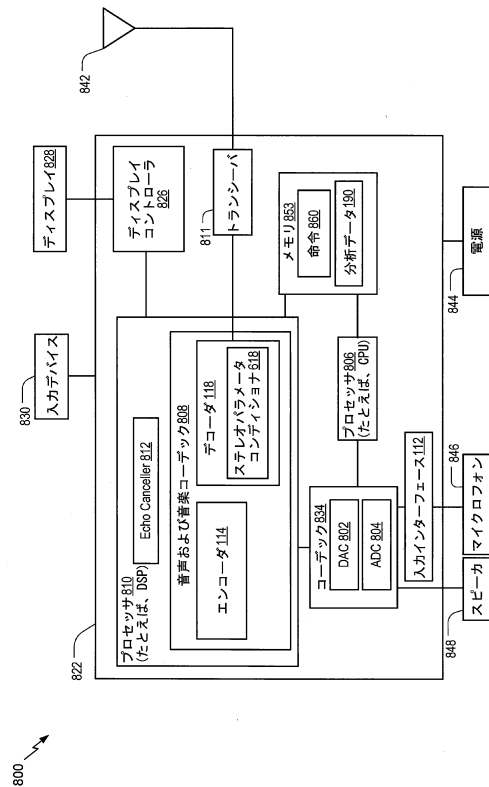 800
822
830
入力デバイス
ディスプレイ 828
842
ディスプレイ
コントローラ
826
811
トランシーバ
プロセッサ 810
(たとえば、DSP)
Echo Canceller 812
音声および音楽コーデック 808
エンコーダ 114
デコーダ 118
ステレオパラメータ
コンディショナ 618
メモリ 853
命令 860
分析データ 190
プロセッサ 806
(たとえば、CPU)
コーデック 834
DAC 802
ADC 804
入力インターフェース 112
848
スピーカ
846
マイクロフォン
844
電源